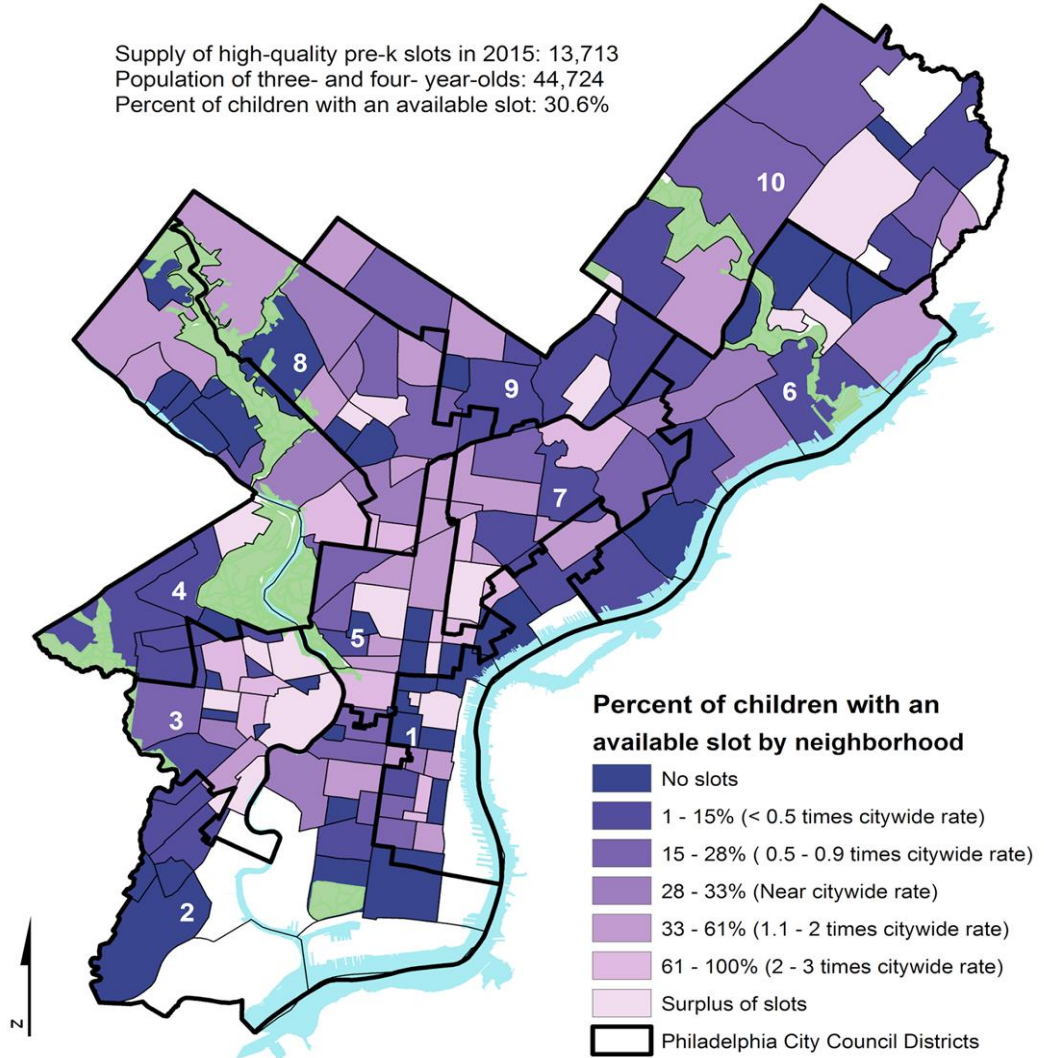 Supply of high-quality pre-k slots in 2015: 13,713
Population of three- and four- year-olds: 44,724
Percent of children with an available slot: 30.6%
10
8
9
6
7
4
5
3
1
2
Percent of children with an
available slot by neighborhood
No slots
1 - 15% (< 0.5 times citywide rate)
15 - 28% ( 0.5 - 0.9 times citywide rate)
28 - 33% (Near citywide rate)
33 - 61% (1.1 - 2 times citywide rate)
61 - 100% (2 - 3 times citywide rate)
Surplus of slots
Philadelphia City Council Districts
N